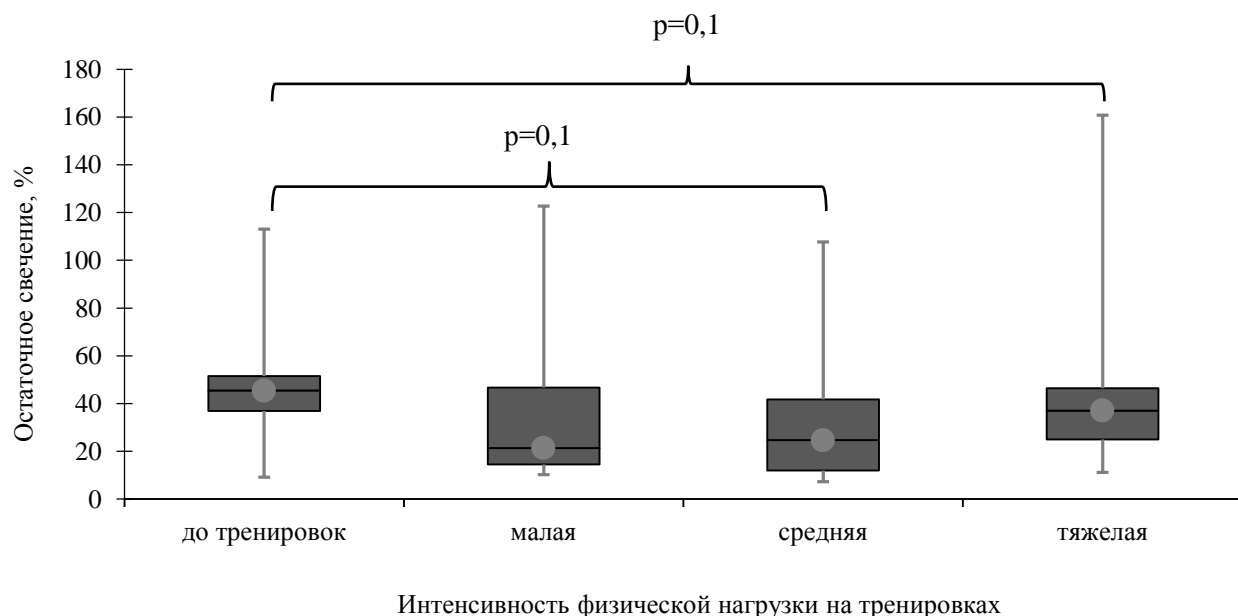 p=0,1
p=0,1
Остаточное свечение, %
180
160
140
120
100
80
60
40
20
0
до тренировок малая средняя тяжелая
Интенсивность физической нагрузки на тренировках